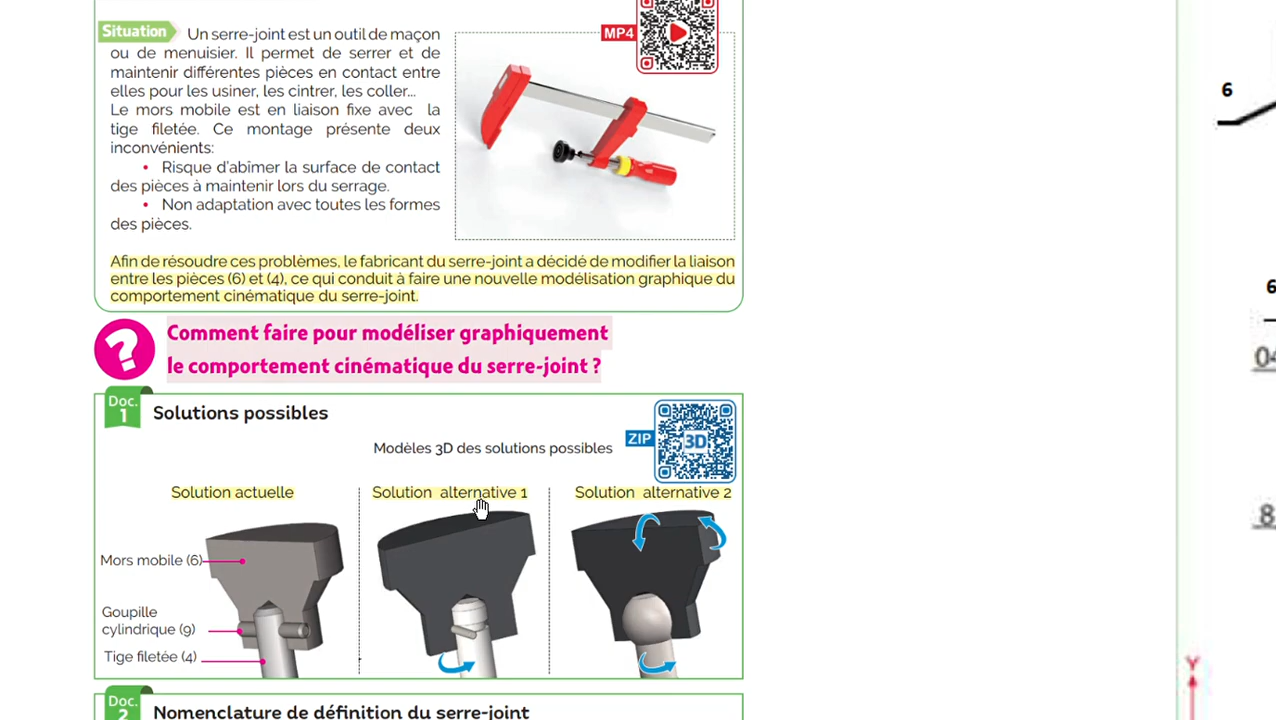 Situation Un serre-joint est un outil de maçon
ou de menuisier. Il permet de serrer et de
maintenir différentes pièces en contact entre
elles pour les usiner, les cintrer, les coller...
Le mors mobile est en liaison fixe avec la
tige filetée. Ce montage présente deux
inconvénients:
• Risque d'abîmer la surface de contact
des pièces à maintenir lors du serrage.
• Non adaptation avec toutes les formes
des pièces.
MP4
Afin de résoudre ces problèmes, le fabricant du serre-joint a décidé de modifier la liaison
entre les pièces (6) et (4), ce qui conduit à faire une nouvelle modélisation graphique du
comportement cinématique du serre-joint.
?
Comment faire pour modéliser graphiquement
le comportement cinématique du serre-joint ?
Doc.
1
Solutions possibles
Modèles 3D des solutions possibles
ZIP
3D
Solution actuelle
Solution alternative 1
Solution alternative 2
Mors mobile (6)
Goupille
cylindrique (9)
Tige filetée (4)
Doc.
2
Nomenclature de définition du serre-joint
6
6
04
8
Y